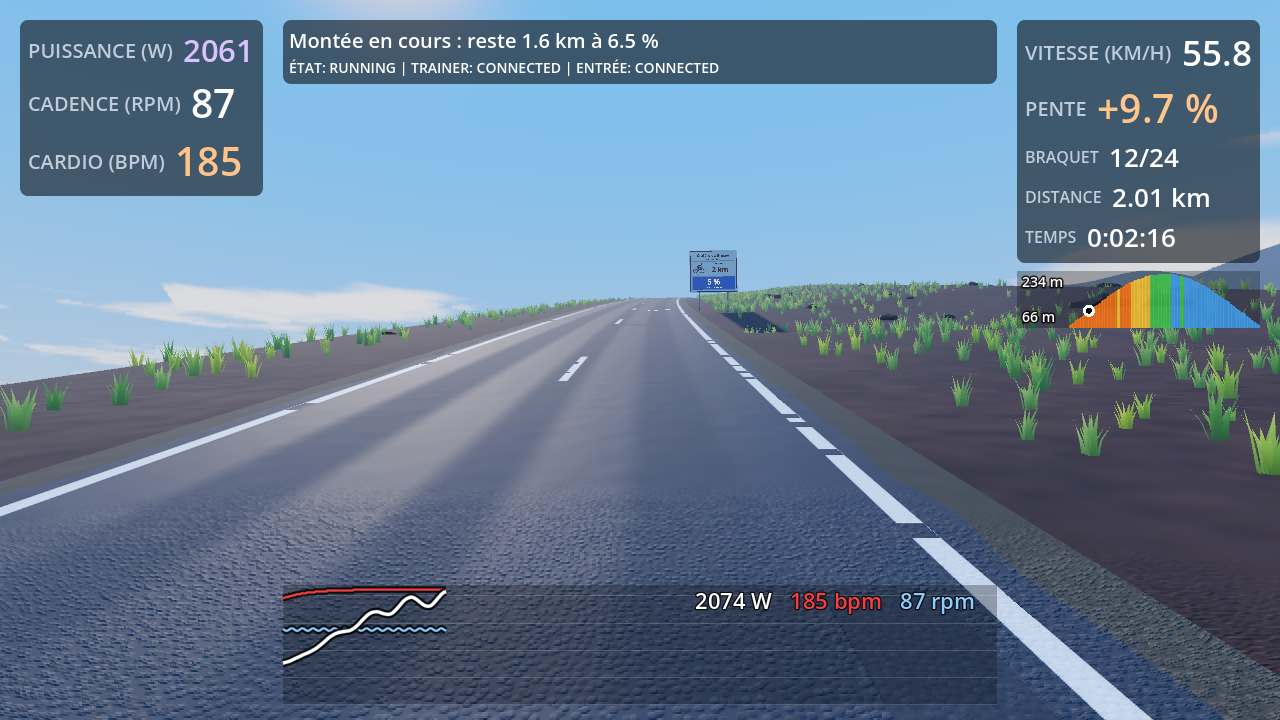 PUISSANCE (W) 2061
CADENCE (RPM) 87
CARDIO (BPM) 185
Montée en cours : reste 1.6 km à 6.5 %
ÉTAT: RUNNING | TRAINER: CONNECTED | ENTRÉE: CONNECTED
VITESSE (KM/H) 55.8
PENTE +9.7 %
BRAQUET 12/24
DISTANCE 2.01 km
TEMPS 0:02:16
234 m
66 m
2 km
5 %
2074 W 185 bpm 87 rpm